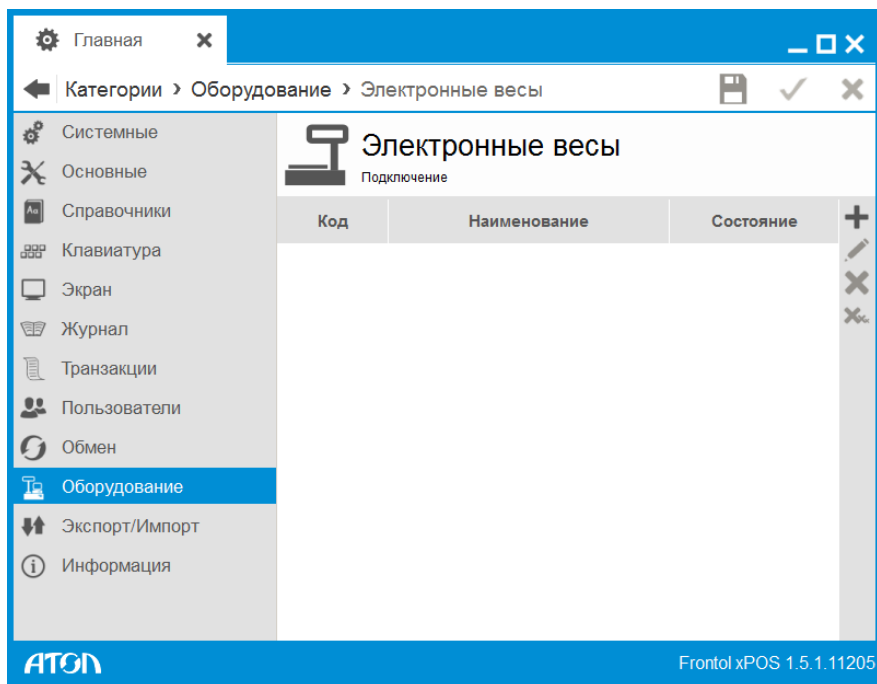 Главная
Категории › Оборудование › Электронные весы
Системные
Основные
Справочники
Клавиатура
Экран
Журнал
Транзакции
Пользователи
Обмен
Оборудование
Экспорт/Импорт
Информация
Электронные весы
Подключение
Код Наименование Состояние
АТОЛ
Frontol xPOS 1.5.1.11205